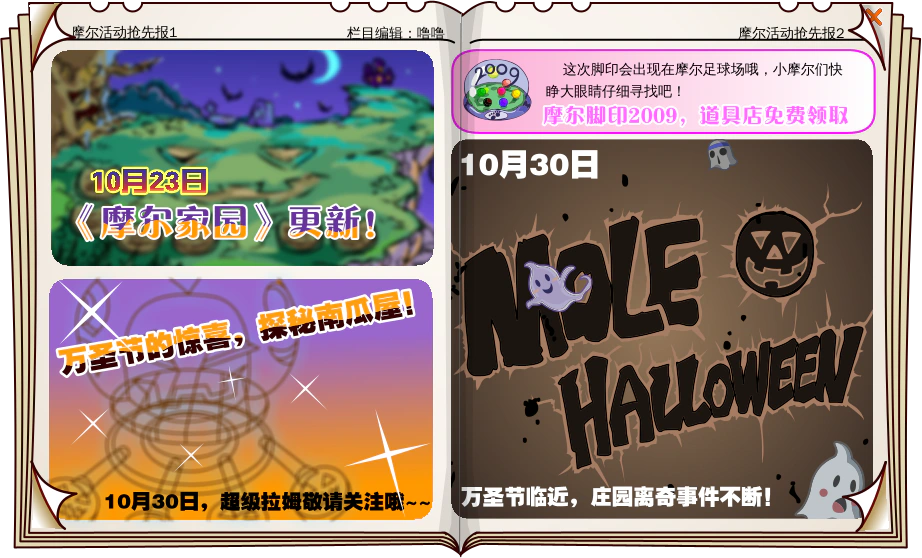 摩尔活动抢先报1
栏目编辑：噜噜
10月23日
《摩尔家园》更新！
万圣节的惊喜，探秘南瓜屋！
10月30日，超级拉姆敬请关注哦~~
摩尔活动抢先报2
2009
这次脚印会出现在摩尔足球场哦，小摩尔们快
睁大眼睛仔细寻找吧！
摩尔脚印2009，道具店免费领取
10月30日
MOLE
HALLOWEEN
万圣节临近，庄园离奇事件不断！